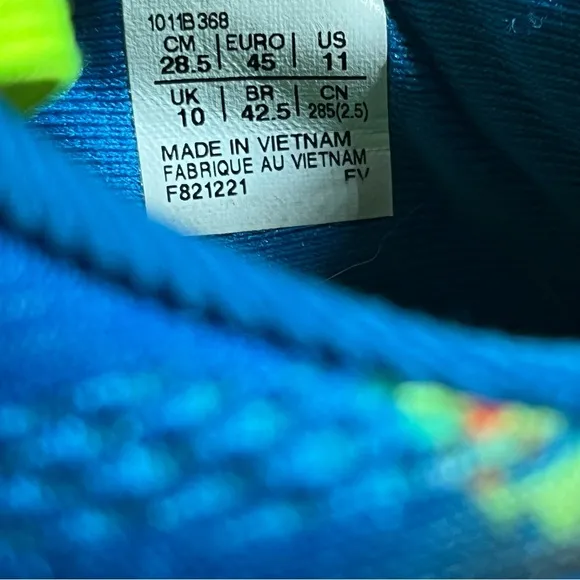 1011B368
CM | EURO | US
28.5 | 45 | 11
UK | BR | CN
10 | 42.5 | 285(2.5)
MADE IN VIETNAM
FABRIQUE AU VIETNAM
FV
F821221